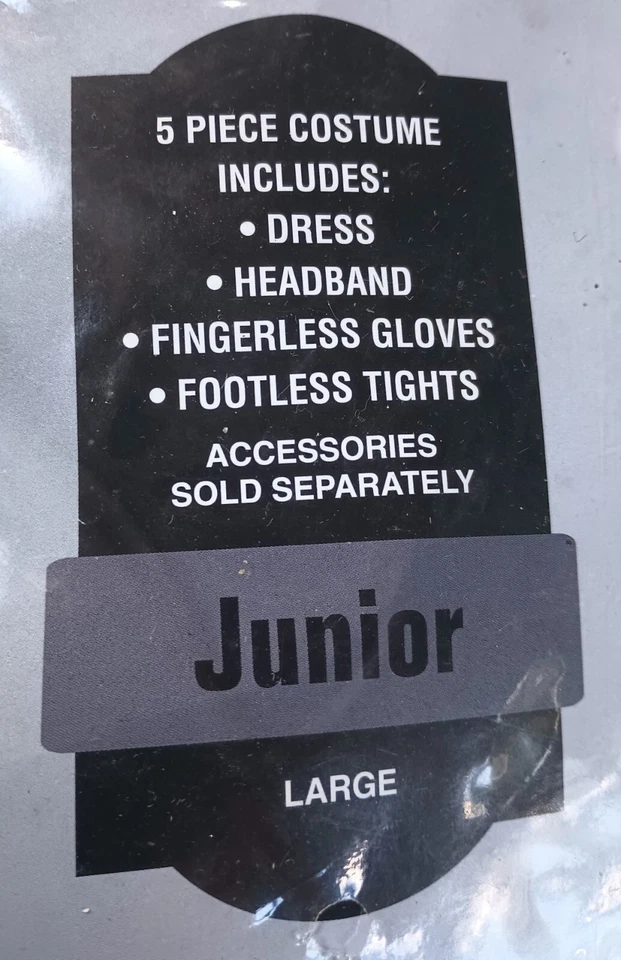 5 PIECE COSTUME
INCLUDES:
• DRESS
• HEADBAND
• FINGERLESS GLOVES
• FOOTLESS TIGHTS
ACCESSORIES
SOLD SEPARATELY
Junior
LARGE